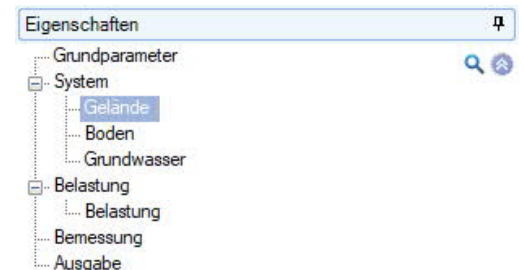 Eigenschaften
Grundparameter
System
Gelände
Boden
Grundwasser
Belastung
Belastung
Bemessung
Ausgabe